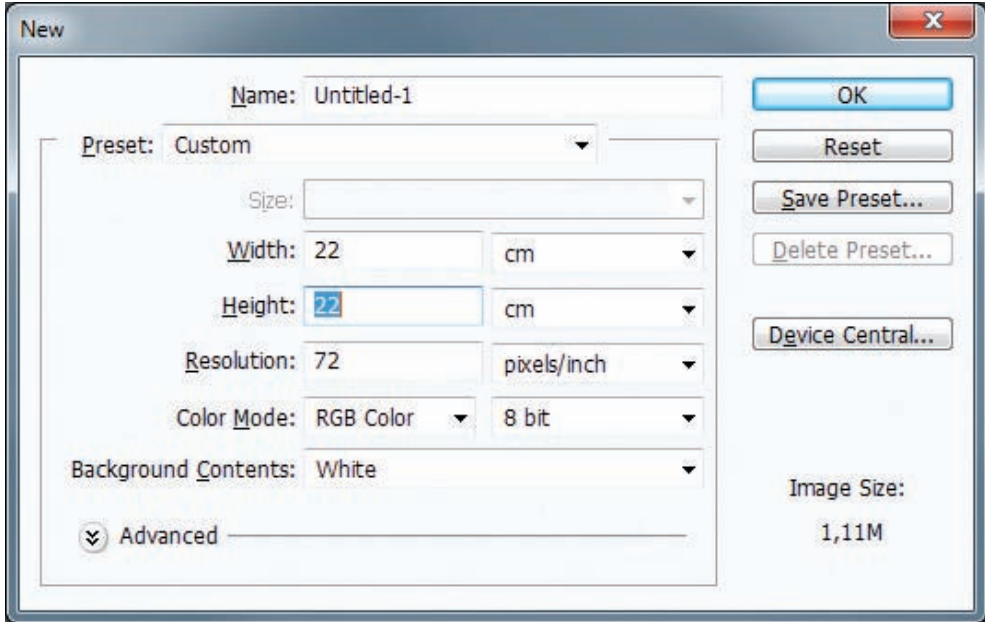 New
Name: Untitled-1
OK
Preset: Custom
Reset
Size:
Save Preset...
Width: 22 cm
Delete Preset...
Height: 22 cm
Device Central...
Resolution: 72 pixels/inch
Color Mode: RGB Color 8 bit
Background Contents: White
Image Size:
1,11M
Advanced